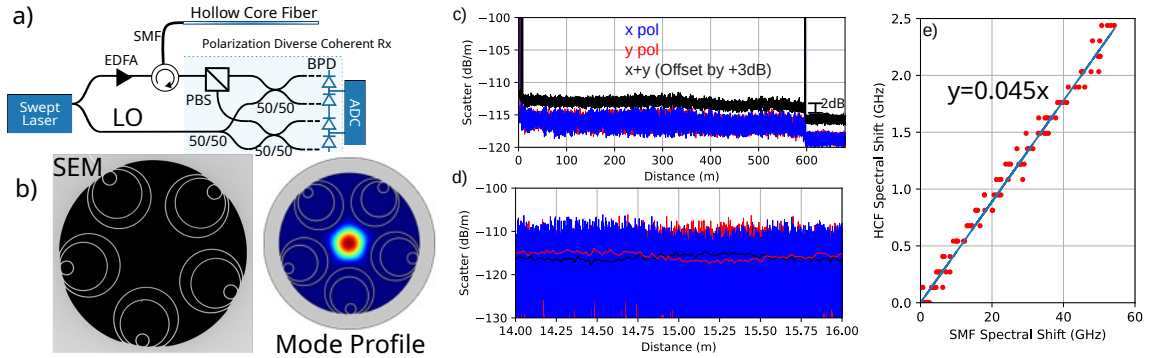 a)
Hollow Core Fiber
SMF
Polarization Diverse Coherent Rx
EDFA
BPD
PBS
50/50
ADC
Swept
Laser
LO
50/50
50/50
b)
SEM
Mode Profile
c)
x pol
y pol
x+y (Offset by +3dB)
2dB
Scatter (dB/m)
−100
−105
−110
−115
−120
0
100
200
300
400
500
600
Distance (m)
d)
Scatter (dB/m)
−100
−110
−120
−130
14.00
14.25
14.50
14.75
15.00
15.25
15.50
15.75
16.00
Distance (m)
e)
y=0.045x
HCF Spectral Shift (GHz)
2.5
2.0
1.5
1.0
0.5
0.0
0
20
40
60
SMF Spectral Shift (GHz)